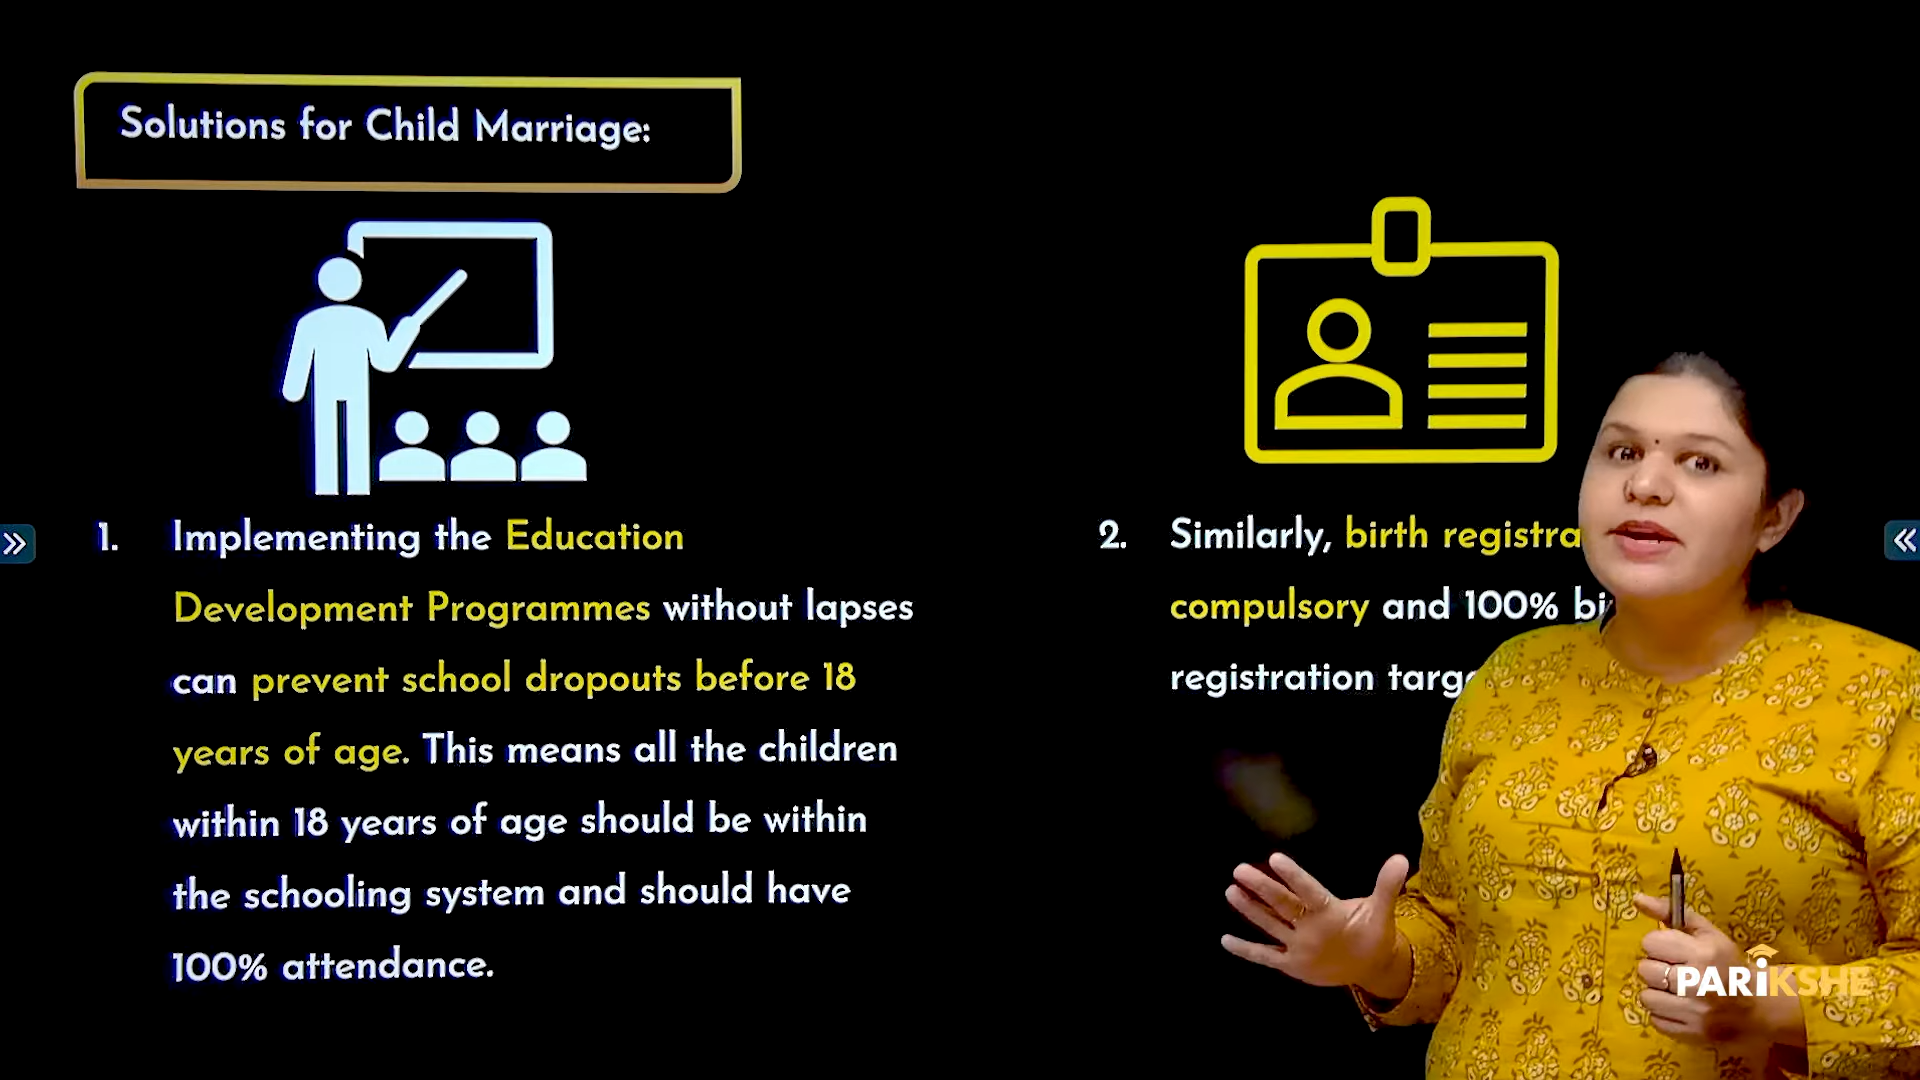 Solutions for Child Marriage:
1. Implementing the Education
Development Programmes without lapses
can prevent school dropouts before 18
years of age. This means all the children
within 18 years of age should be within
the schooling system and should have
100% attendance.
2. Similarly, birth
compulsory and 100%
registration
PARIKSHE